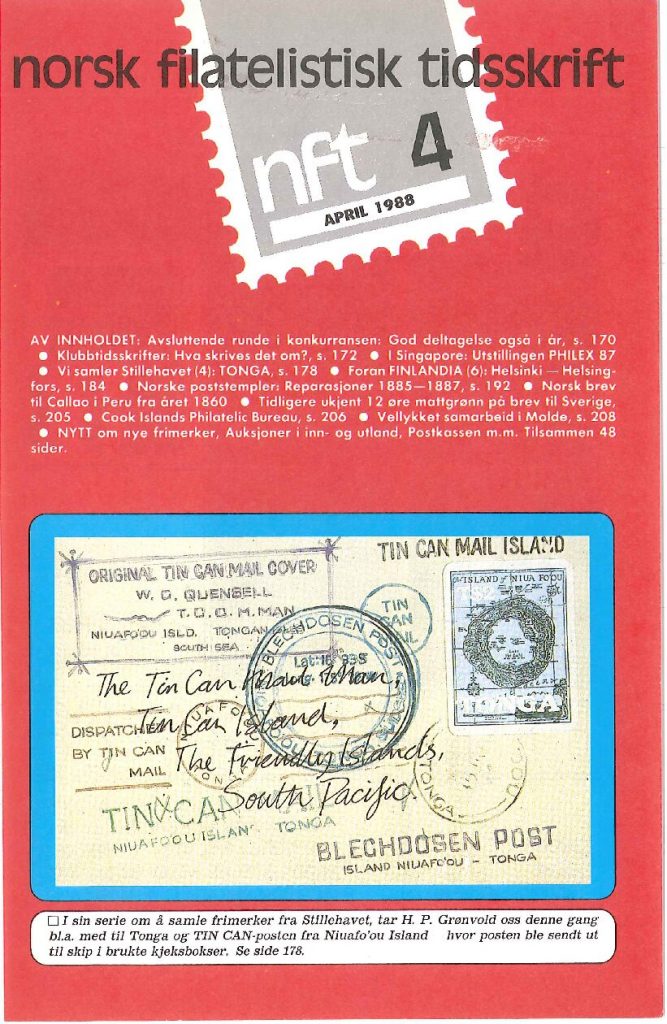 norsk filatelistisk tidsskrift
nft 4
APRIL 1988
AV INNHOLDET: Avsluttende runde i konkurransen: God deltagelse også i år, s. 170
● Klubbtidsskrifter: Hva skrives det om?, s. 172 ● I Singapore: Utstillingen PHILEX 87
● Vi samler Stillehavet (4): TONGA, s. 178 ● Foran FINLANDIA (6): Helsinki — Helsing-
fors, s. 184 ● Norske poststempler: Reparasjoner 1885—1887, s. 192 ● Norsk brev
til Callao i Peru fra året 1860 ● Tidligere ukjent 12 øre mattgrønn på brev til Sverige,
s. 205 ● Cook Islands Philatelic Bureau, s. 206 ● Vellykket samarbeid i Molde, s. 208
● NYTT om nye frimerker, Auksjoner i inn- og utland, Postkassen m.m. Tilsammen 48
sider.
TIN CAN MAIL ISLAND
ORIGINAL TIN CAN MAIL COVER
W. G. QUENSELL
T. C. C. M. MAN
NIUAFO'OU ISLD. TONGAN
SOUTH SEA
TIN
CAN
MAIL
ISLAND of NIUA FO'OU
TS2
TONGA
BLECHDOSEN POST
The Tin Can Mail Man,
Tin Can Island,
The Friendly Islands,
South Pacific.
DISPATCHED
BY TIN CAN
MAIL
TONGA
TIN CAN
NIUAFO'OU ISLAND TONGA
BLECHDOSEN POST
ISLAND NIUAFO'OU - TONGA
☐ I sin serie om å samle frimerker fra Stillehavet, tar H. P. Grønvold oss denne gang
bl.a. med til Tonga og TIN CAN-posten fra Niuafo'ou Island hvor posten ble sendt ut
til skip i brukte kjeksbokser. Se side 178.